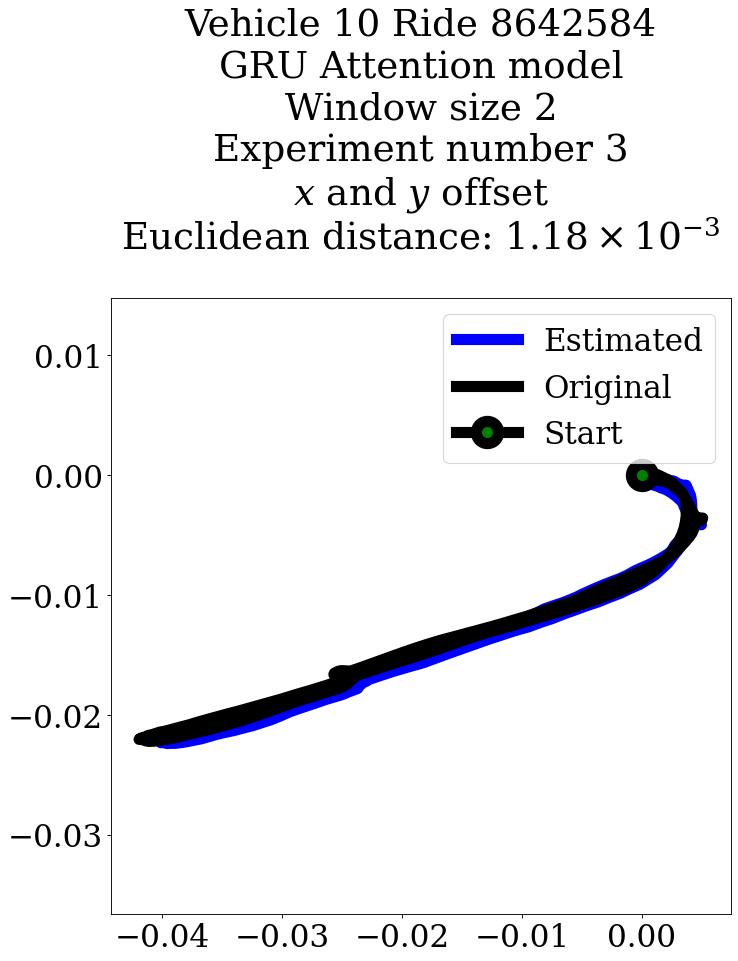 Vehicle 10 Ride 8642584
GRU Attention model
Window size 2
Experiment number 3
x and y offset
Euclidean distance: 1.18 × 10⁻³
Estimated
Original
Start
0.01
0.00
−0.01
−0.02
−0.03
−0.04 −0.03 −0.02 −0.01 0.00